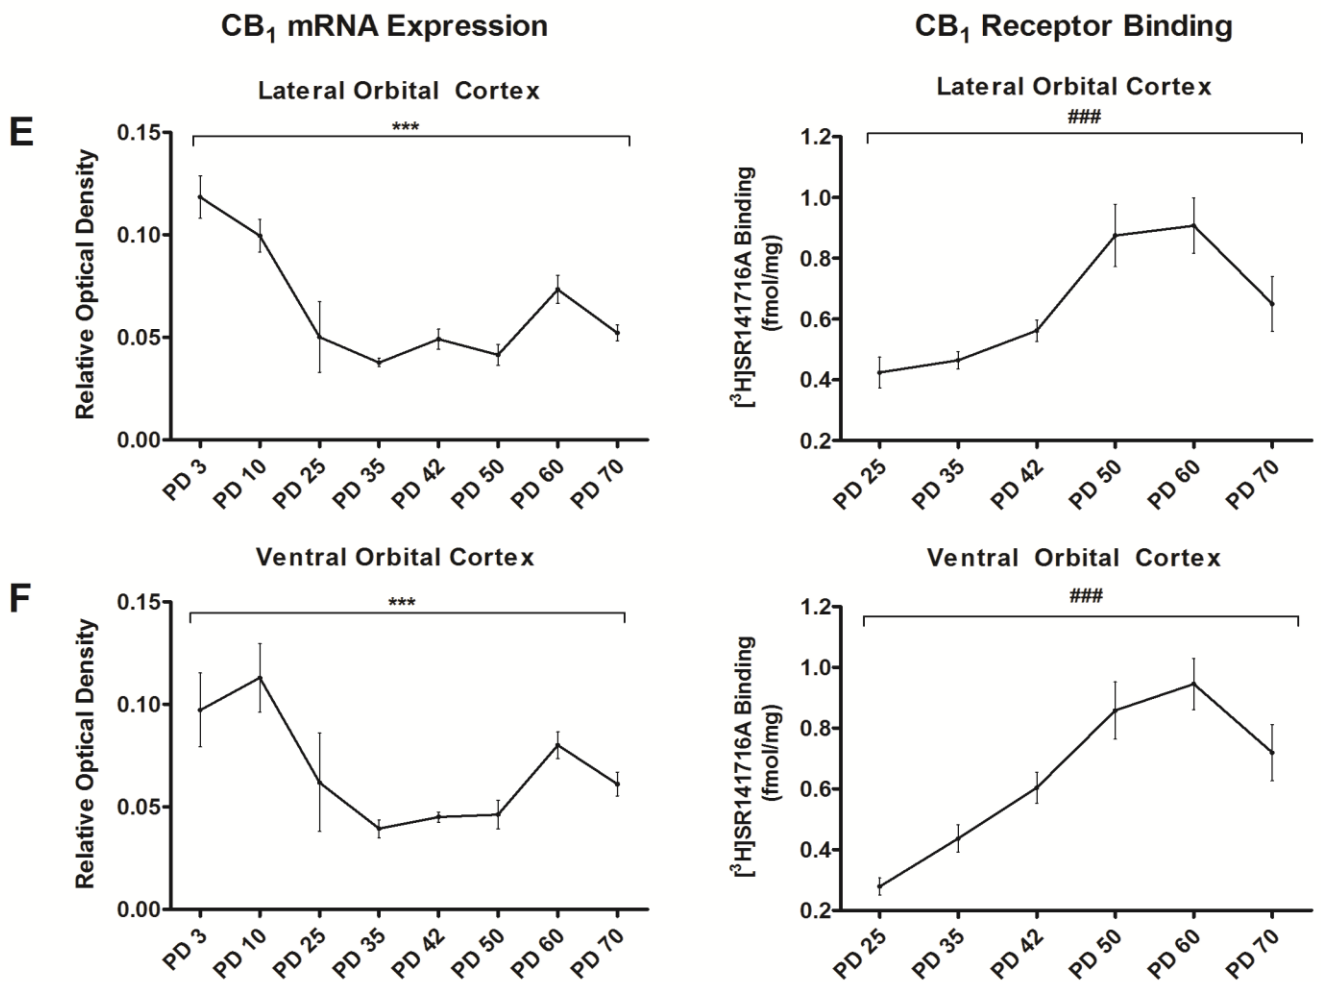 CB₁ mRNA Expression
CB₁ Receptor Binding
E
Lateral Orbital Cortex
***
Relative Optical Density
0.15
0.10
0.05
0.00
PD 3
PD 10
PD 25
PD 35
PD 42
PD 50
PD 60
PD 70
Lateral Orbital Cortex
###
[³H]SR141716A Binding
(fmol/mg)
1.2
1.0
0.8
0.6
0.4
0.2
PD 25
PD 35
PD 42
PD 50
PD 60
PD 70
F
Ventral Orbital Cortex
***
Relative Optical Density
0.15
0.10
0.05
0.00
PD 3
PD 10
PD 25
PD 35
PD 42
PD 50
PD 60
PD 70
Ventral Orbital Cortex
###
[³H]SR141716A Binding
(fmol/mg)
1.2
1.0
0.8
0.6
0.4
0.2
PD 25
PD 35
PD 42
PD 50
PD 60
PD 70